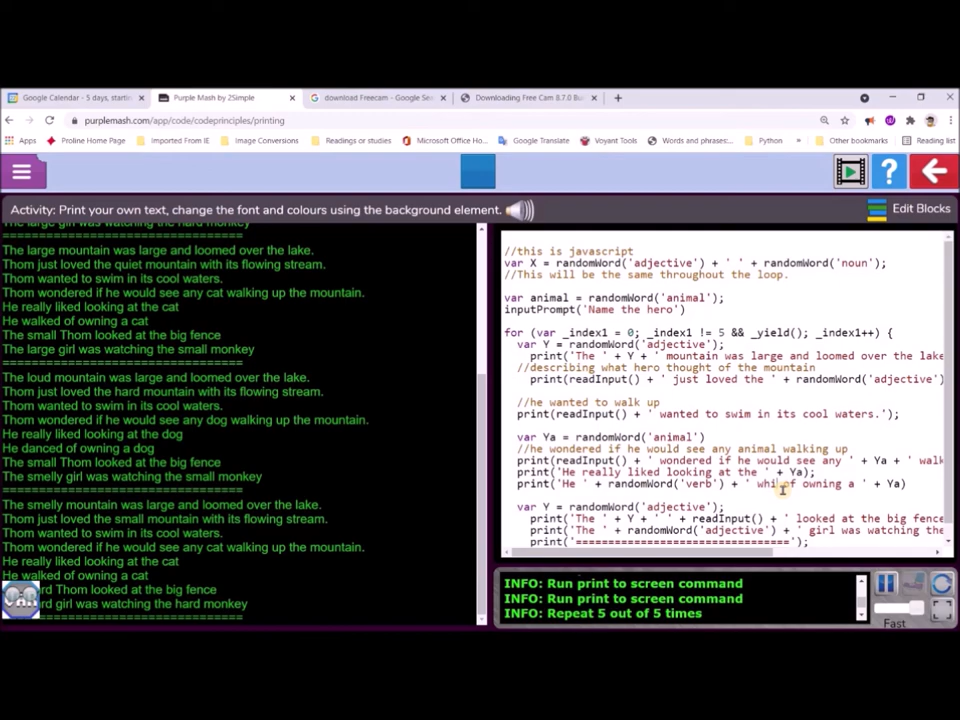 Google Calendar - 5 days, startin
Purple Mash by 2Simple
download Freecam - Google Sea
Downloading Free Cam 8.7.0 Bui
purplemash.com/app/code/codeprinciples/printing
Apps
Proline Home Page
Imported From IE
Image Conversions
Readings or studies
Microsoft Office Ho...
Google Translate
Voyant Tools
Words and phrases:...
Python
Other bookmarks
Reading list
Activity: Print your own text, change the font and colours using the background element.
Edit Blocks
The large girl was watching the hard monkey
================================
The large mountain was large and loomed over the lake.
Thom just loved the quiet mountain with its flowing stream.
Thom wanted to swim in its cool waters.
Thom wondered if he would see any cat walking up the mountain.
He really liked looking at the cat
He walked of owning a cat
The small Thom looked at the big fence
The large girl was watching the small monkey
================================
The loud mountain was large and loomed over the lake.
Thom just loved the hard mountain with its flowing stream.
Thom wanted to swim in its cool waters.
Thom wondered if he would see any dog walking up the mountain.
He really liked looking at the dog
He danced of owning a dog
The small Thom looked at the big fence
The smelly girl was watching the small monkey
================================
The smelly mountain was large and loomed over the lake.
Thom just loved the small mountain with its flowing stream.
Thom wanted to swim in its cool waters.
Thom wondered if he would see any cat walking up the mountain.
He really liked looking at the cat
He walked of owning a cat
Thom looked at the big fence
girl was watching the hard monkey
================================
//this is javascript
var X = randomWord('adjective') + ' ' + randomWord('noun');
//This will be the same throughout the loop.
var animal = randomWord('animal');
inputPrompt('Name the hero')
for (var _index1 = 0; _index1 != 5 && _yield(); _index1++) {
var Y = randomWord('adjective');
print('The ' + Y + ' mountain was large and loomed over the lake
//describing what hero thought of the mountain
print(readInput() + ' just loved the ' + randomWord('adjective')
//he wanted to walk up
print(readInput() + ' wanted to swim in its cool waters.');
var Ya = randomWord('animal')
//he wondered if he would see any animal walking up
print(readInput() + ' wondered if he would see any ' + Ya + ' walk
print('He really liked looking at the ' + Ya);
print('He ' + randomWord('verb') + ' whi of owning a ' + Ya)
var Y = randomWord('adjective');
print('The ' + Y + ' ' + readInput() + ' looked at the big fence
print('The ' + randomWord('adjective') + ' girl was watching the
print('================================');
INFO: Run print to screen command
INFO: Run print to screen command
INFO: Repeat 5 out of 5 times
Fast